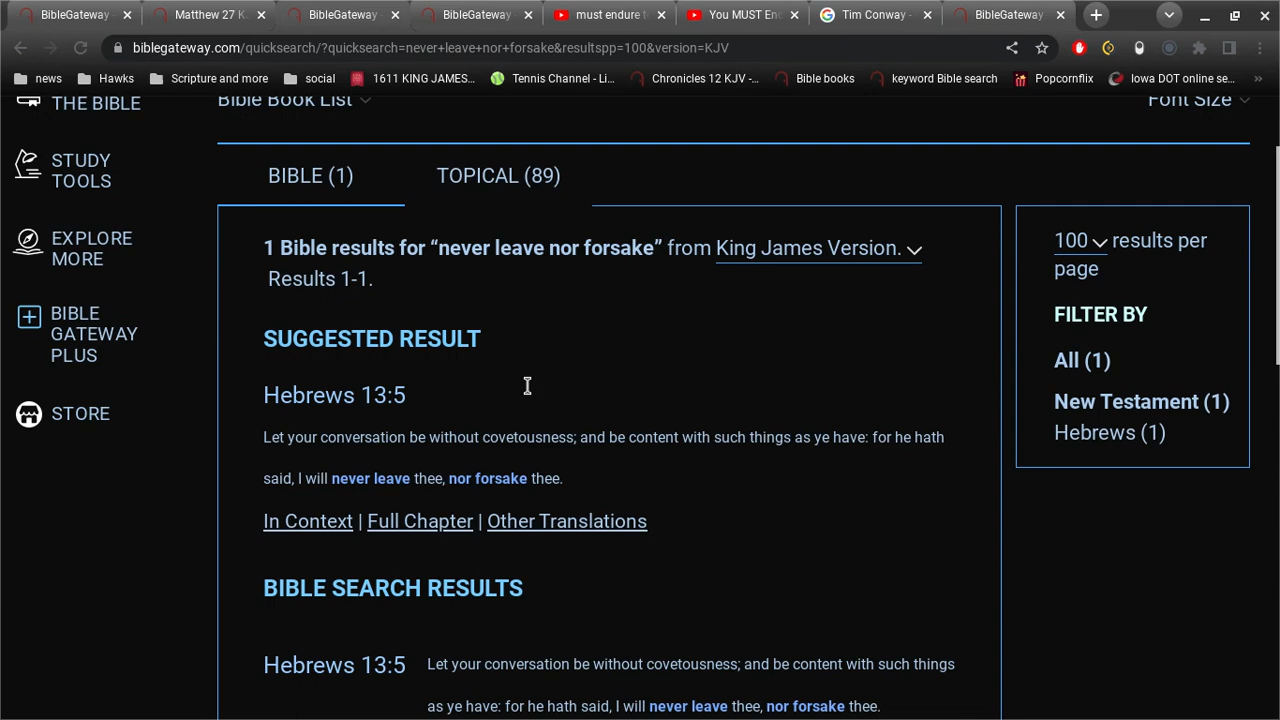 BibleGateway
Matthew 27 K
BibleGateway
BibleGateway
must endure t
You MUST En
Tim Conway -
BibleGateway
biblegateway.com/quicksearch/?quicksearch=never+leave+nor+forsake&resultspp=100&version=KJV
news
Hawks
Scripture and more
social
1611 KING JAMES...
Tennis Channel - Li...
Chronicles 12 KJV -...
Bible books
keyword Bible search
Popcornflix
Iowa DOT online se...
»
THE BIBLE
Bible Book List
Font Size
STUDY
TOOLS
EXPLORE
MORE
BIBLE
GATEWAY
PLUS
STORE
BIBLE (1)
TOPICAL (89)
1 Bible results for “never leave nor forsake” from King James Version.
Results 1-1.
SUGGESTED RESULT
Hebrews 13:5
Let your conversation be without covetousness; and be content with such things as ye have: for he hath
said, I will never leave thee, nor forsake thee.
In Context | Full Chapter | Other Translations
BIBLE SEARCH RESULTS
Hebrews 13:5
Let your conversation be without covetousness; and be content with such things
as ye have: for he hath said, I will never leave thee, nor forsake thee.
100 results per
page
FILTER BY
All (1)
New Testament (1)
Hebrews (1)